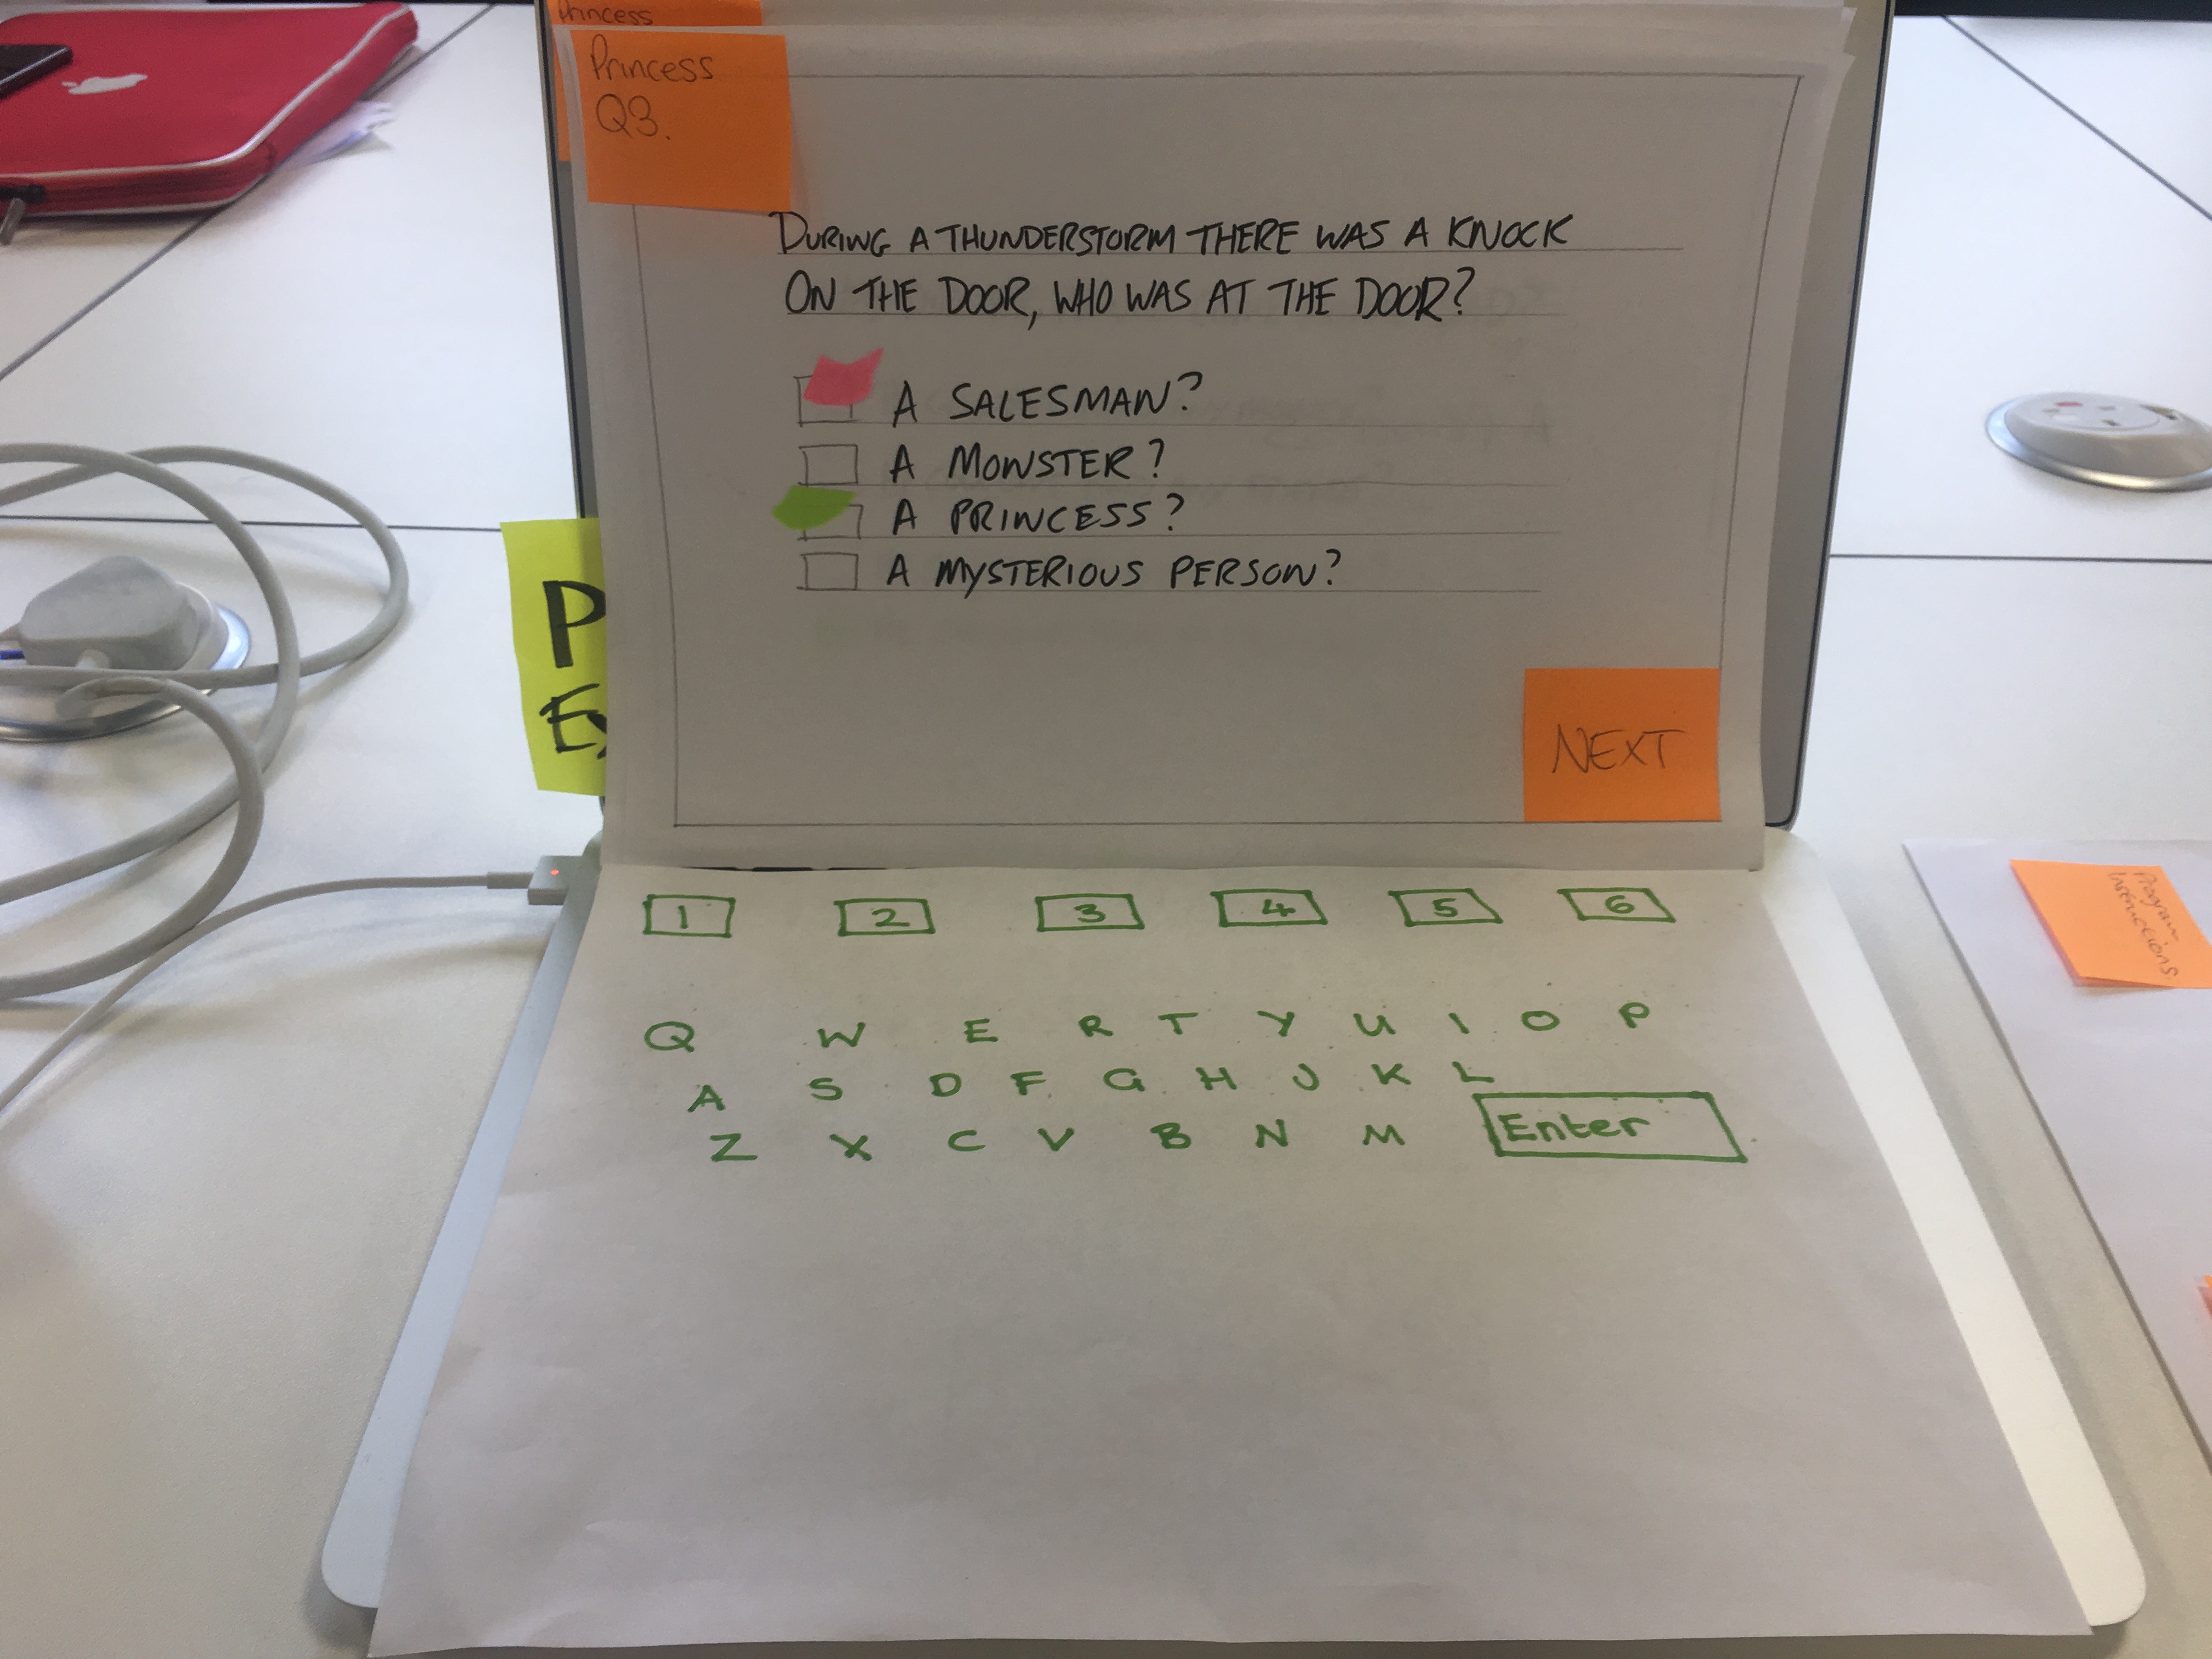 Princess
Princess
Q3.
DURING A THUNDERSTORM THERE WAS A KNOCK
ON THE DOOR, WHO WAS AT THE DOOR?
A SALESMAN?
A MONSTER?
A PRINCESS?
A MYSTERIOUS PERSON?
P
Ex
NEXT
1 2 3 4 5 6
Q W E R T Y U I O P
A S D F G H J K L
Z X C V B N M Enter
Program
Instructions